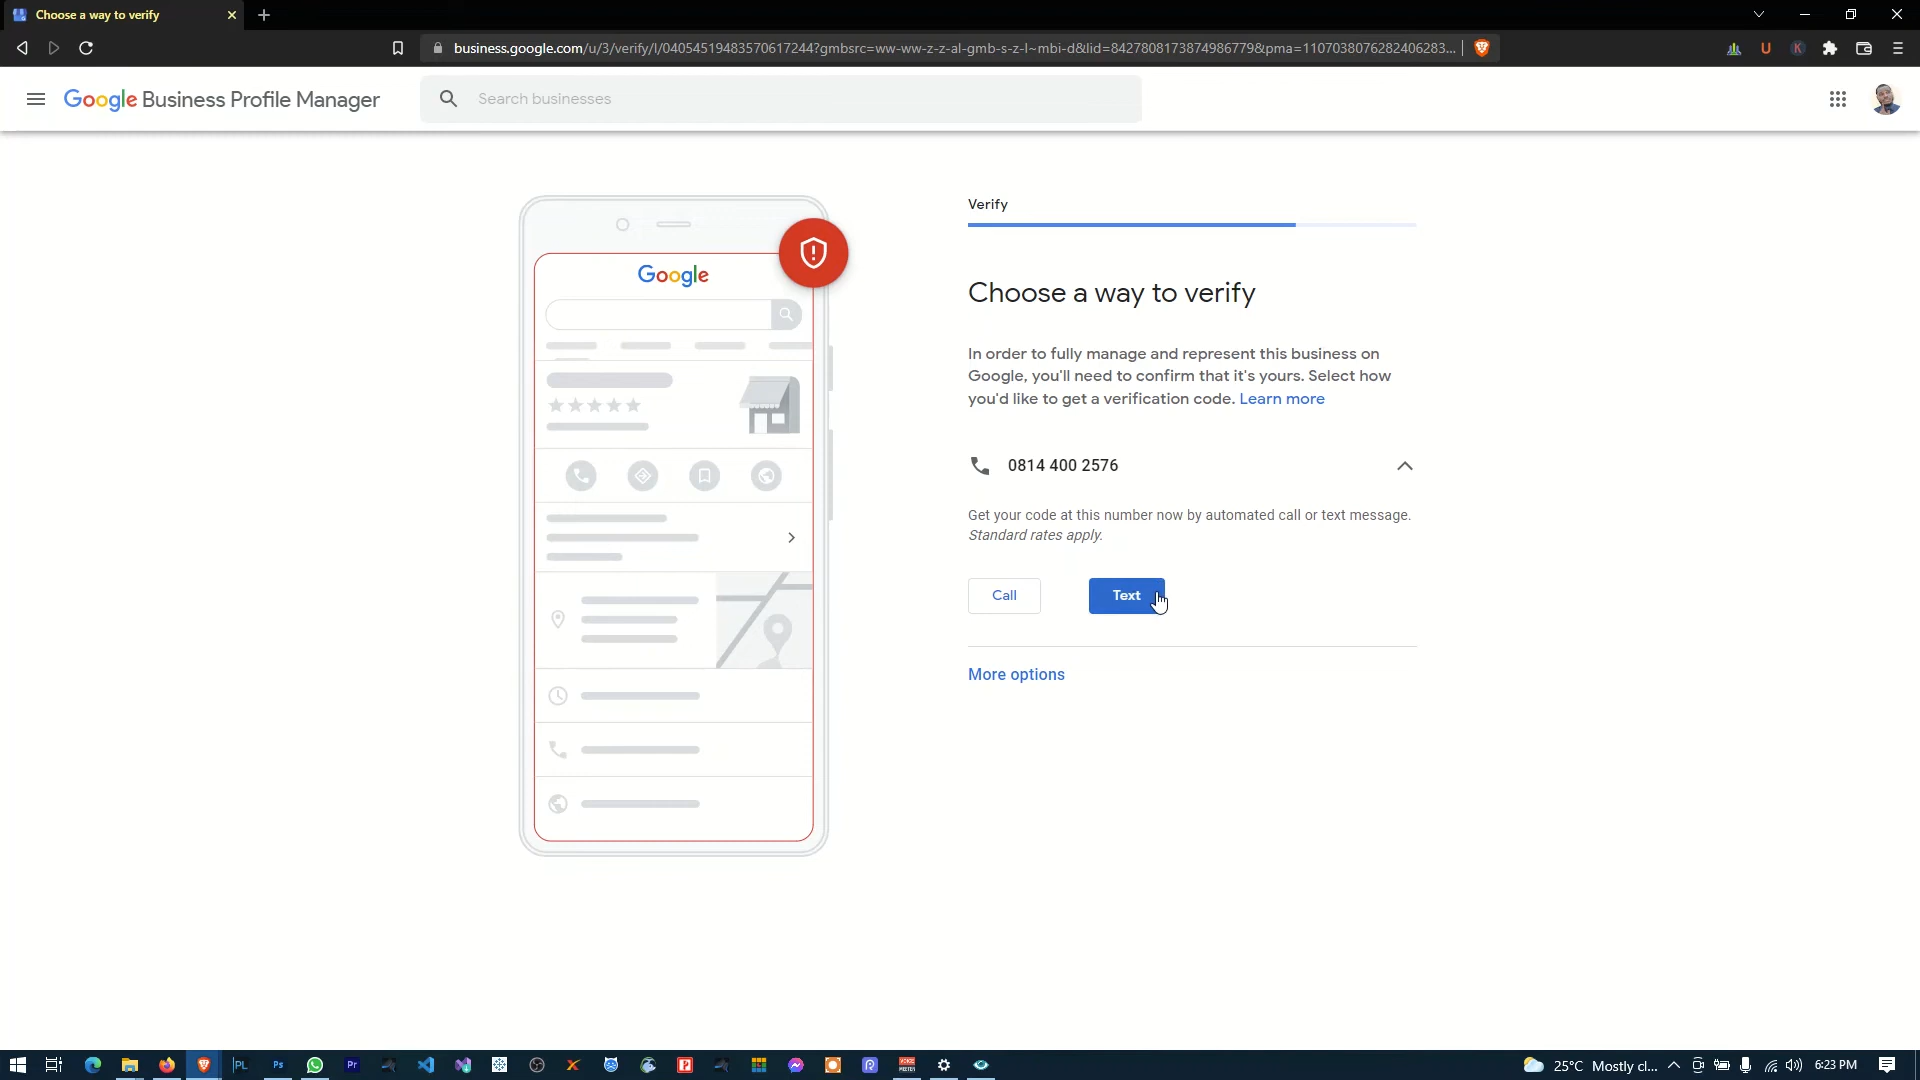 Choose a way to verify
business.google.com/u/3/verify/l/04054519483570617244?gmbsrc=ww-ww-z-z-al-gmb-s-z-l~mbi-d&lid=8427808173874986779&pma=1107038076282406283...
Google Business Profile Manager
Search businesses
Google
Verify
Choose a way to verify
In order to fully manage and represent this business on
Google, you'll need to confirm that it's yours. Select how
you'd like to get a verification code. Learn more
0814 400 2576
Get your code at this number now by automated call or text message.
Standard rates apply.
Call
Text
More options
25°C Mostly cl...
6:23 PM